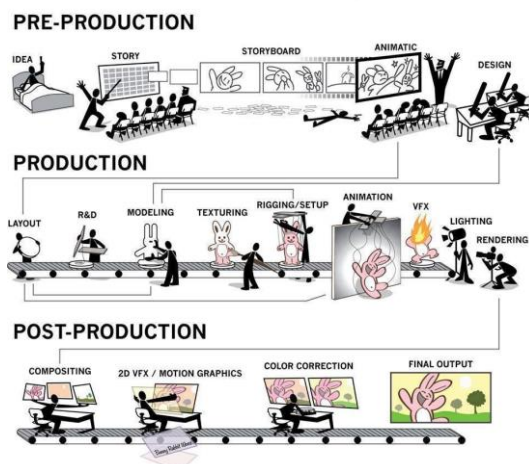 PRE-PRODUCTION
IDEA
STORY
STORYBOARD
ANIMATIC
DESIGN
PRODUCTION
LAYOUT
R&D
MODELING
TEXTURING
RIGGING/SETUP
ANIMATION
VFX
LIGHTING
RENDERING
POST-PRODUCTION
COMPOSITING
2D VFX / MOTION GRAPHICS
COLOR CORRECTION
FINAL OUTPUT